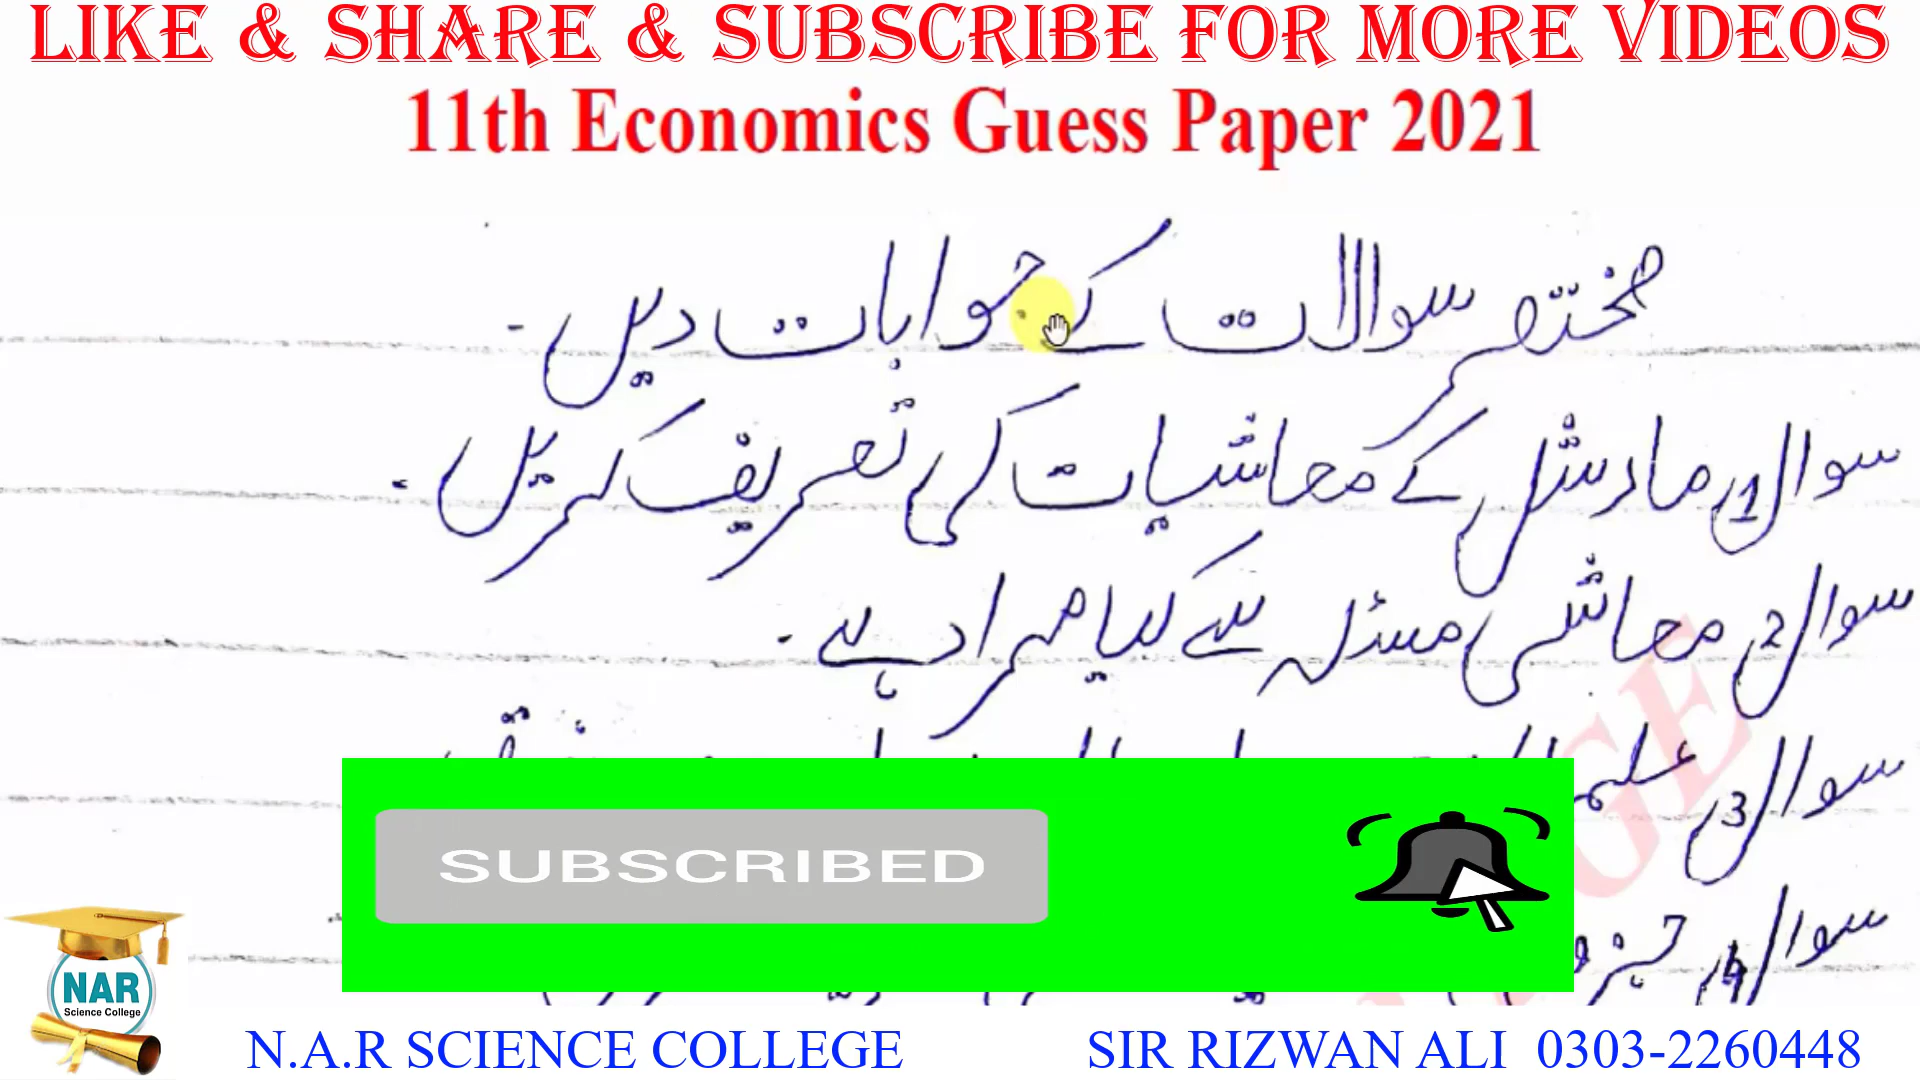 LIKE & SHARE & SUBSCRIBE FOR MORE VIDEOS
11th Economics Guess Paper 2021
مختصر سوالات کے جوابات دیں۔
سوال 1 مارشل کے معاشیات کی تعریف کریں۔
سوال 2 معاشی مسئلہ سے کیا مراد ہے۔
سوال 3 علم
سوال 4
SUBSCRIBED
NAR
Science College
N.A.R SCIENCE COLLEGE SIR RIZWAN ALI 0303-2260448